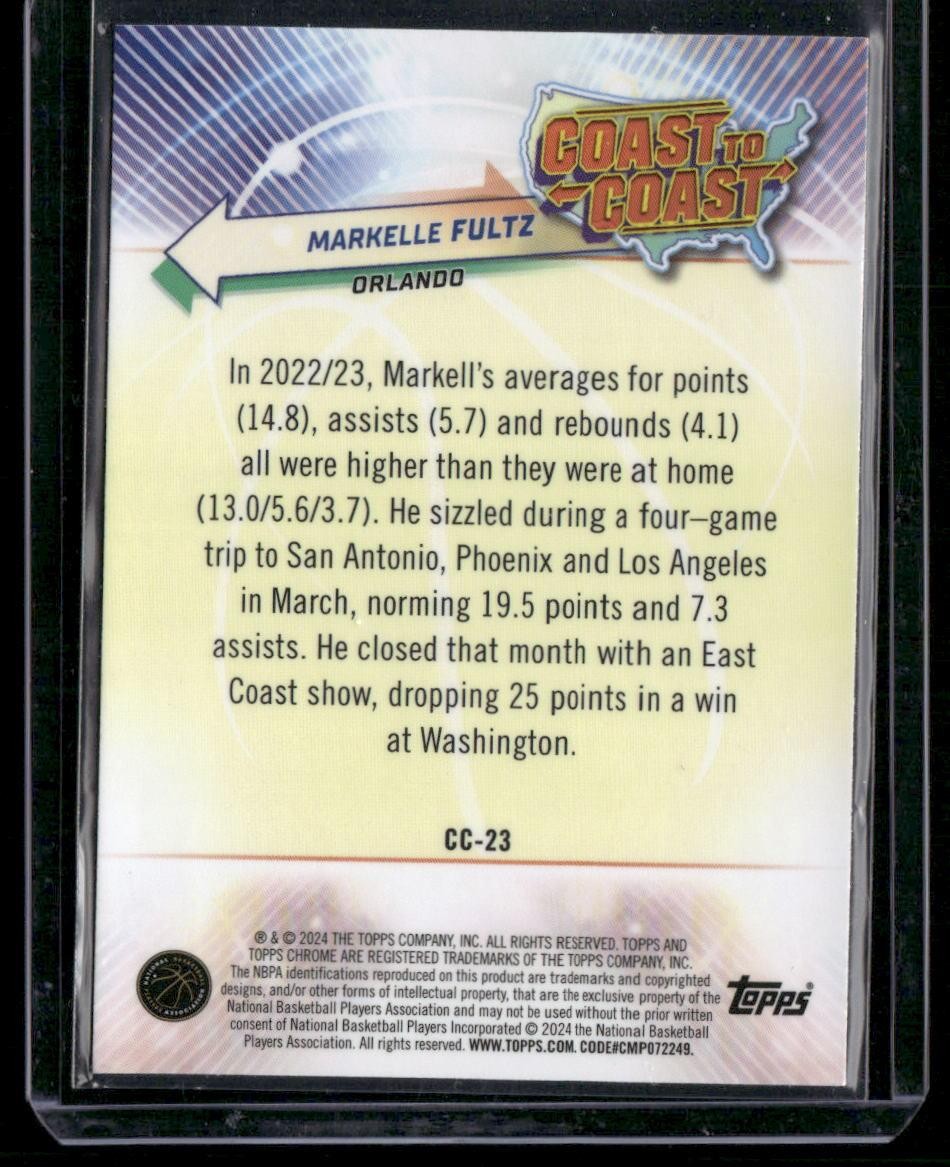 COAST TO
COAST
MARKELLE FULTZ
ORLANDO
In 2022/23, Markell's averages for points
(14.8), assists (5.7) and rebounds (4.1)
all were higher than they were at home
(13.0/5.6/3.7). He sizzled during a four–game
trip to San Antonio, Phoenix and Los Angeles
in March, norming 19.5 points and 7.3
assists. He closed that month with an East
Coast show, dropping 25 points in a win
at Washington.
CC-23
® & © 2024 THE TOPPS COMPANY, INC. ALL RIGHTS RESERVED. TOPPS AND
TOPPS CHROME ARE REGISTERED TRADEMARKS OF THE TOPPS COMPANY, INC.
The NBPA identifications reproduced on this product are trademarks and copyrighted
designs, and/or other forms of intellectual property, that are the exclusive property of the
National Basketball Players Association and may not be used without the prior written
consent of National Basketball Players Incorporated © 2024 the National Basketball
Players Association. All rights reserved. WWW.TOPPS.COM. CODE#CMP072249.
NATIONAL BASKETBALL PLAYERS ASSOCIATION
Topps®